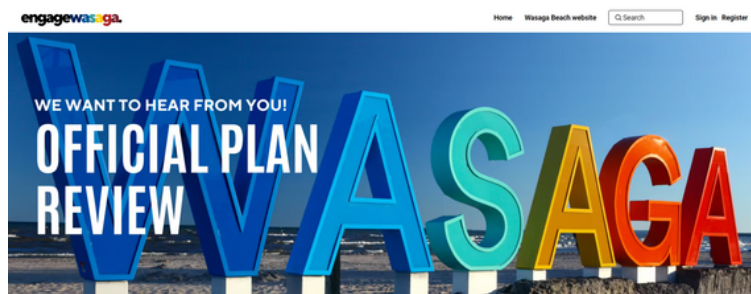 engagewasaga.
Home Wasaga Beach website Search Sign in Register
WE WANT TO HEAR FROM YOU!
OFFICIAL PLAN
REVIEW
WASAGA